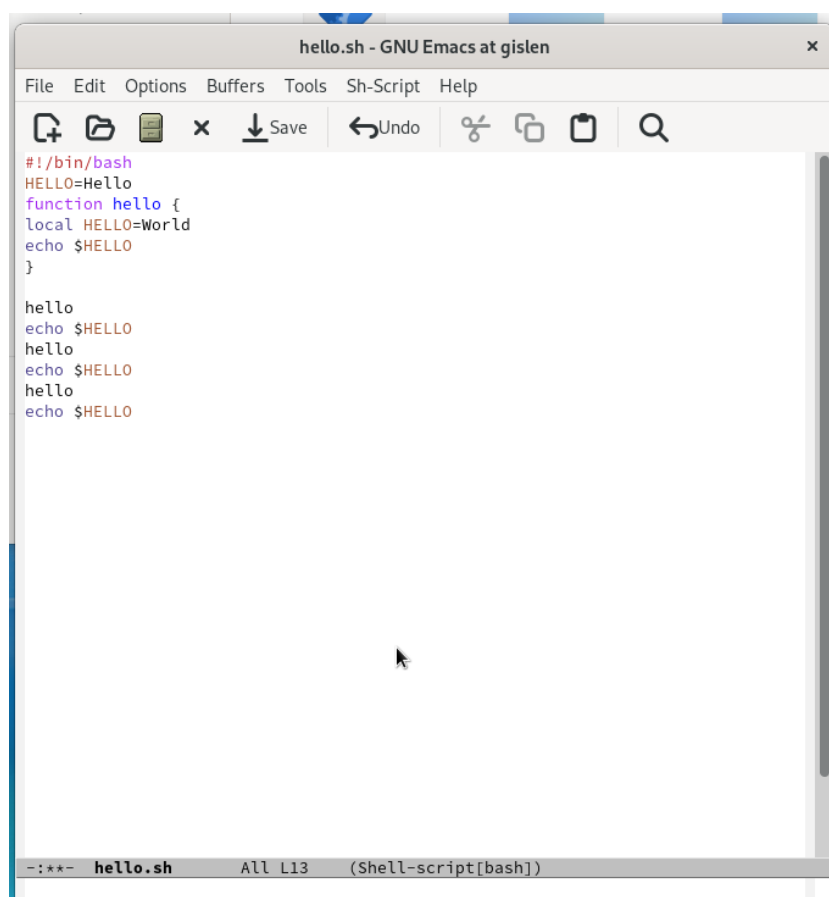 hello.sh - GNU Emacs at gislen
File Edit Options Buffers Tools Sh-Script Help
Save Undo
#!/bin/bash
HELLO=Hello
function hello {
local HELLO=World
echo $HELLO
}
hello
echo $HELLO
hello
echo $HELLO
hello
echo $HELLO
-:**- hello.sh All L13 (Shell-script[bash])